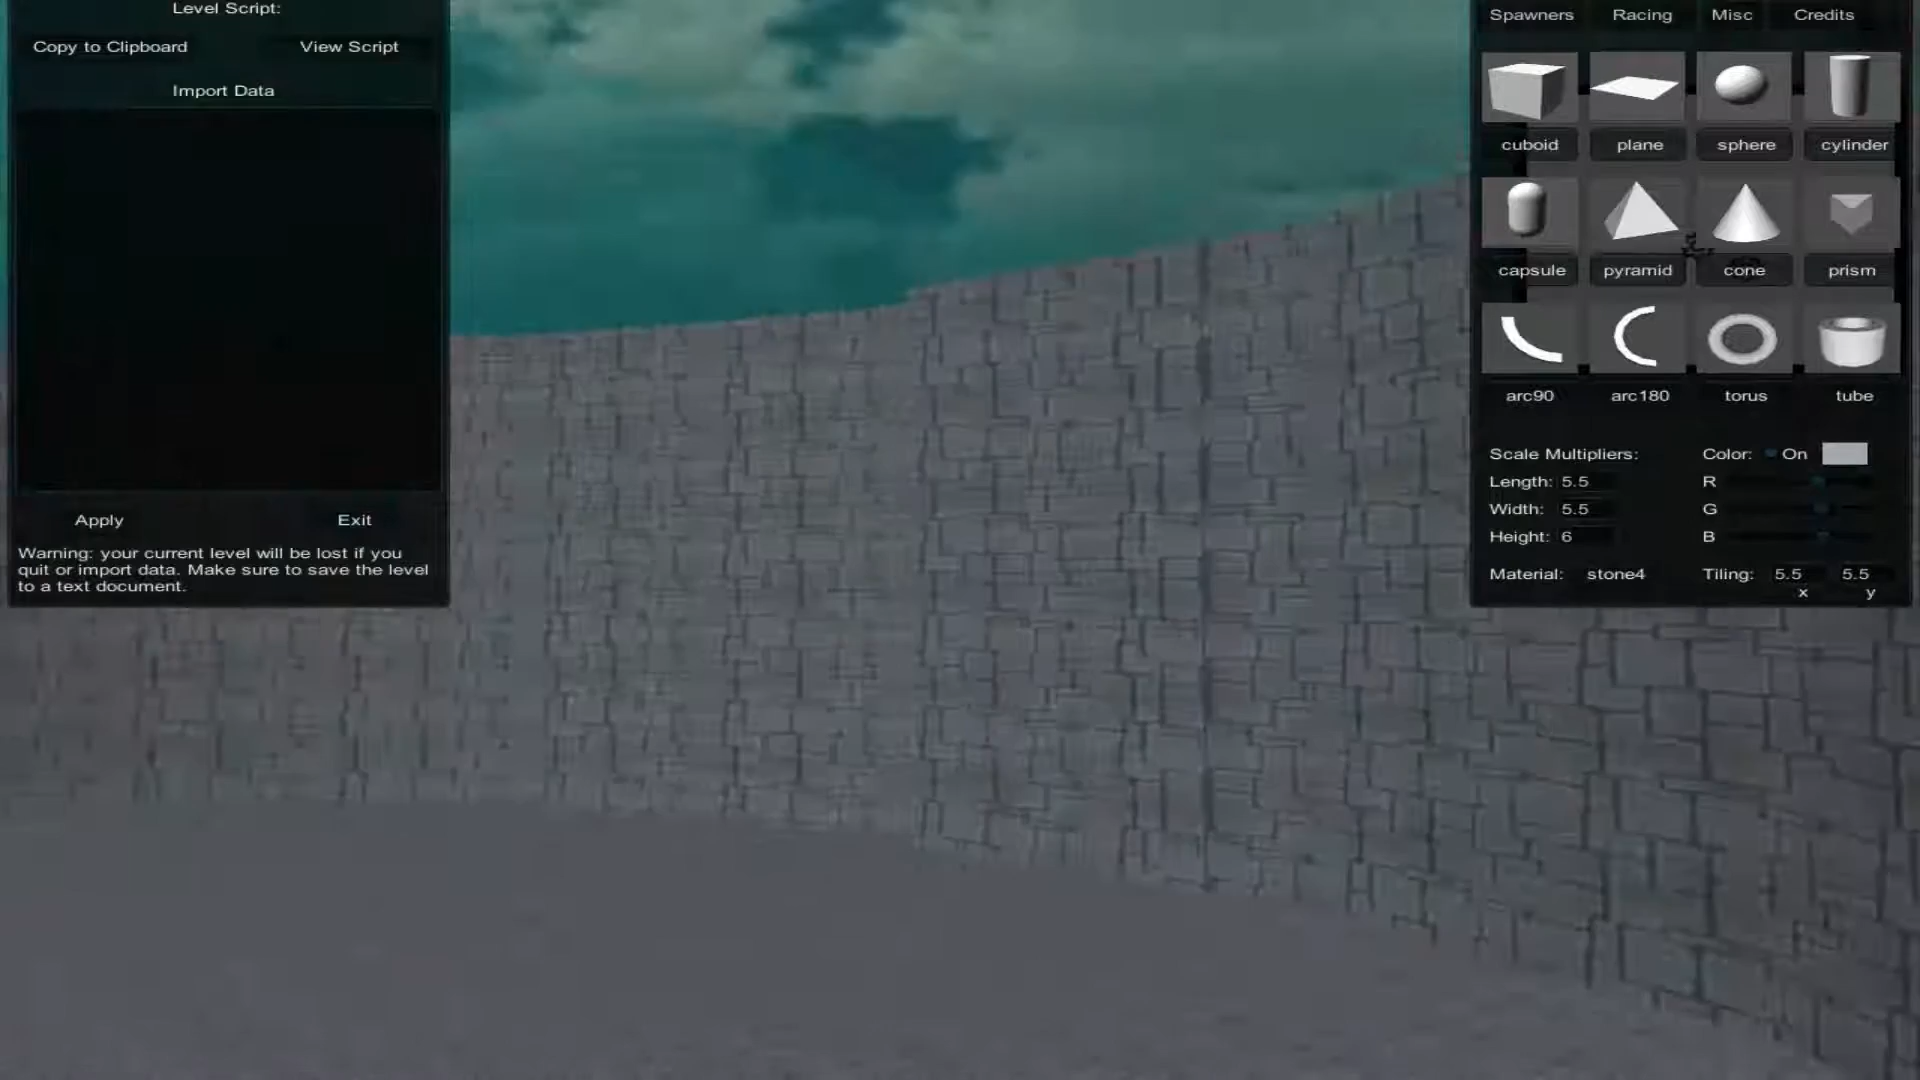 Level Script:
Copy to Clipboard View Script
Import Data
Apply Exit
Warning: your current level will be lost if you
quit or import data. Make sure to save the level
to a text document.
Spawners Racing Misc Credits
cuboid plane sphere cylinder
capsule pyramid cone prism
arc90 arc180 torus tube
Scale Multipliers:
Length: 5.5
Width: 5.5
Height: 6
Material: stone4
Color: On
R
G
B
Tiling: 5.5 5.5
x y